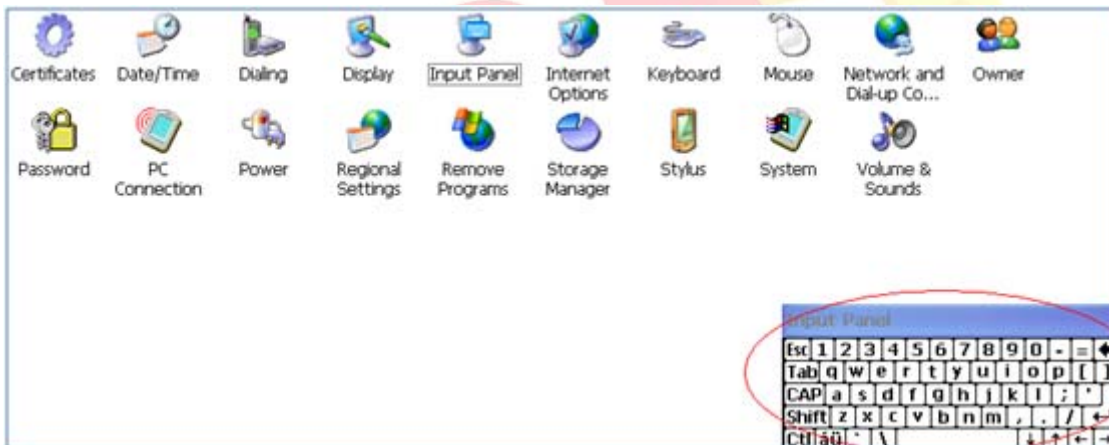 Certificates Date/Time Dialing Display Input Panel Internet Options Keyboard Mouse Network and Dial-up Co... Owner
Password PC Connection Power Regional Settings Remove Programs Storage Manager Stylus System Volume & Sounds
Input Panel
Esc 1 2 3 4 5 6 7 8 9 0 - =
Tab q w e r t y u i o p [ ]
CAP a s d f g h j k l ; '
Shift z x c v b n m , . / ←
Ctl áü ` \ ↓ ↑ ← →